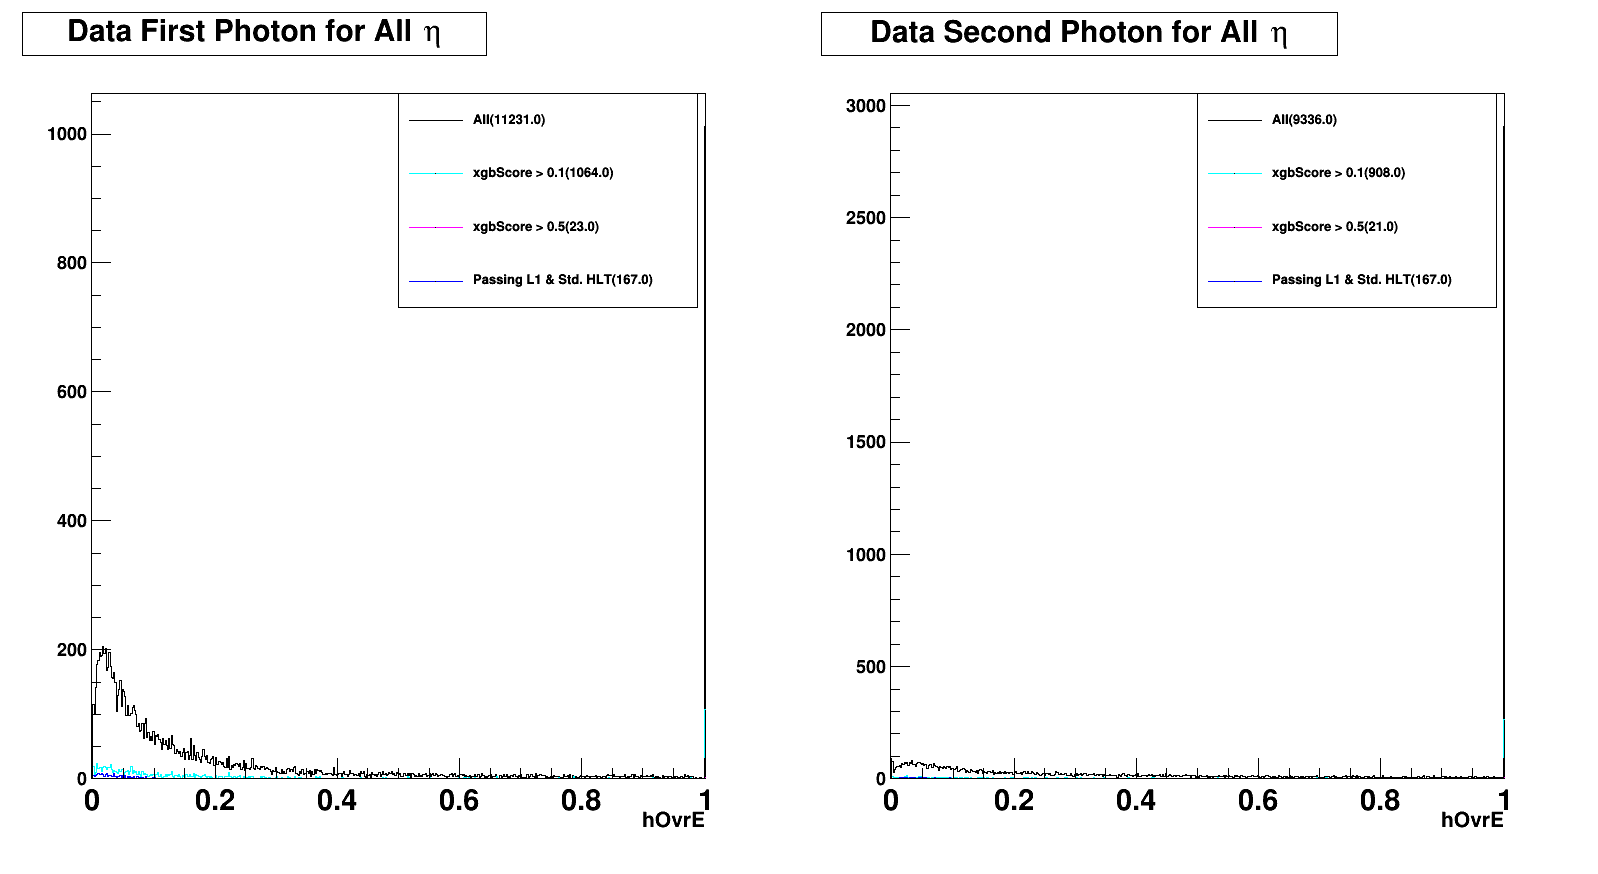 Data First Photon for All η
All(11231.0)
xgbScore > 0.1(1064.0)
xgbScore > 0.5(23.0)
Passing L1 & Std. HLT(167.0)
1000
800
600
400
200
0
0 0.2 0.4 0.6 0.8 1
hOvrE
Data Second Photon for All η
All(9336.0)
xgbScore > 0.1(908.0)
xgbScore > 0.5(21.0)
Passing L1 & Std. HLT(167.0)
3000
2500
2000
1500
1000
500
0
0 0.2 0.4 0.6 0.8 1
hOvrE